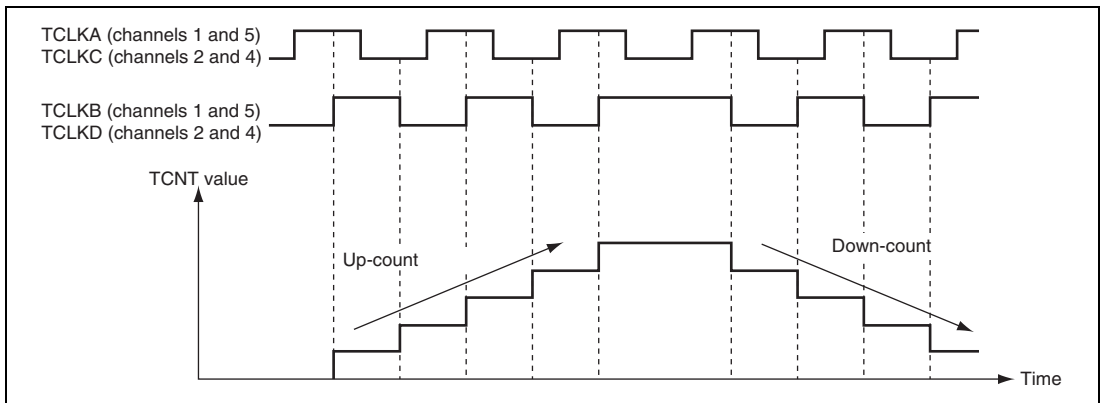 TCLKA (channels 1 and 5)
TCLKC (channels 2 and 4)
TCLKB (channels 1 and 5)
TCLKD (channels 2 and 4)
TCNT value
Up-count
Down-count
Time